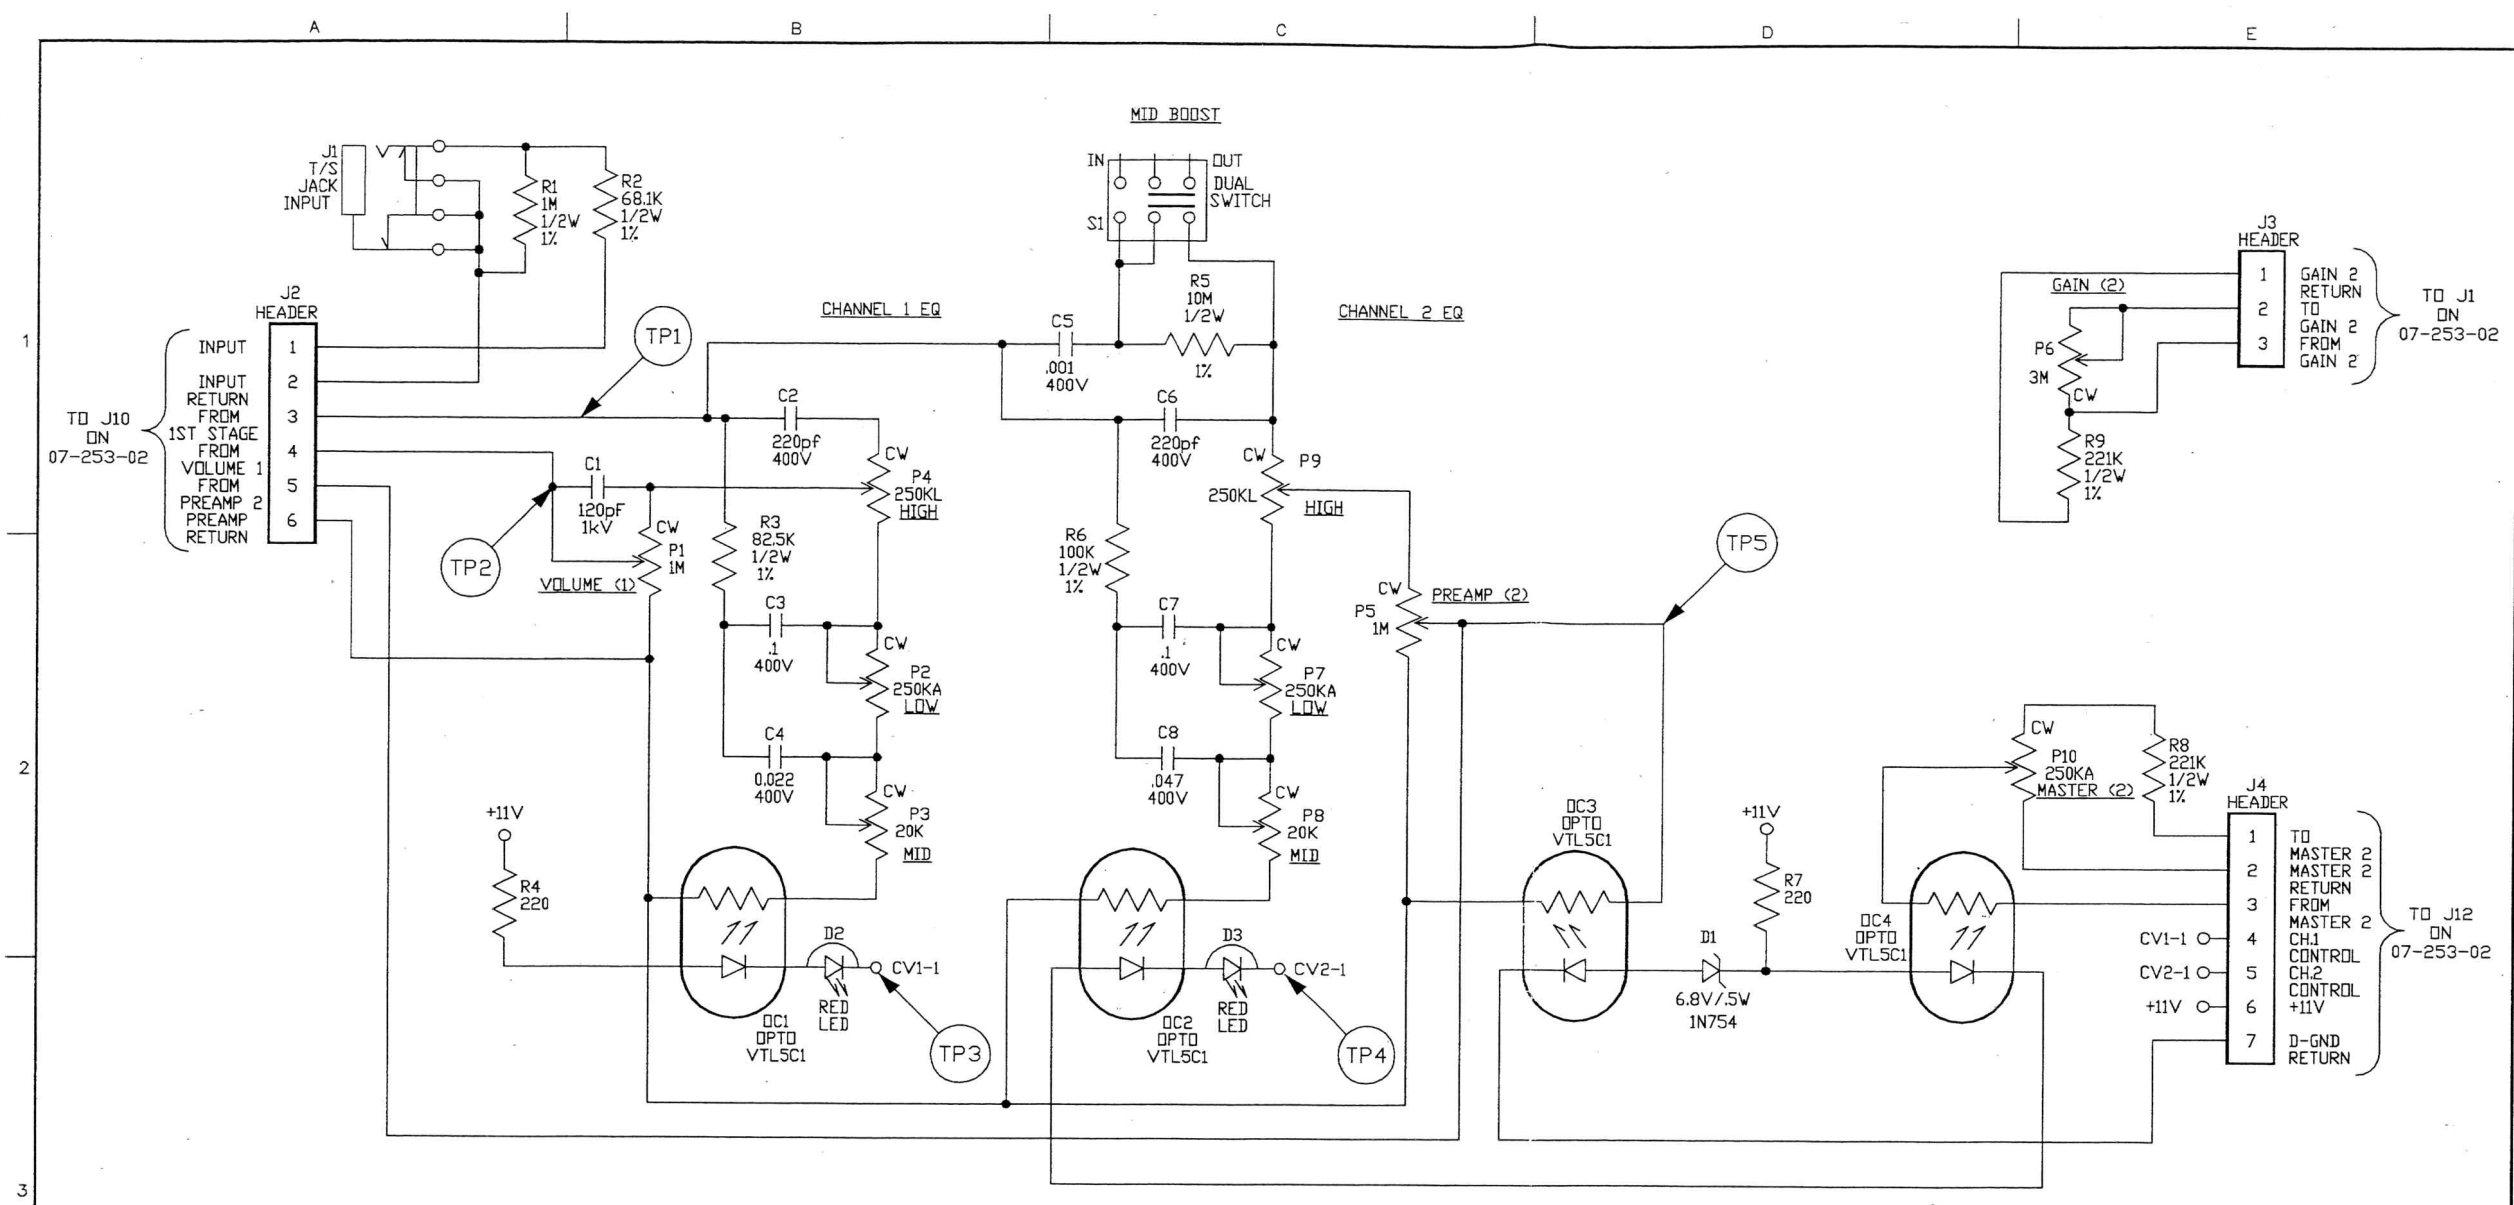 A B C D E
1
2
3
MID BOOST
IN
OUT
DUAL
SWITCH
S1
J1
T/S
JACK
INPUT
R1
1M
1/2W
1%
R2
68.1K
1/2W
1%
J2
HEADER
TO J10
ON
07-253-02
INPUT 1
INPUT 2
RETURN
FROM 3
1ST STAGE
FROM 4
VOLUME 1
FROM 5
PREAMP 2
PREAMP 6
RETURN
TP1
TP2
CHANNEL 1 EQ
CHANNEL 2 EQ
C1
120pF
1kV
CW
P1
1M
VOLUME (1)
C2
220pf
400V
CW
P4
250KL
HIGH
R3
82.5K
1/2W
1%
C3
.1
400V
CW
P2
250KA
LOW
C4
0.022
400V
CW
P3
20K
MID
+11V
R4
220
OC1
OPTO
VTL5C1
D2
RED
LED
CV1-1
TP3
C5
.001
400V
R5
10M
1/2W
1%
C6
220pf
400V
CW
P9
250KL
HIGH
R6
100K
1/2W
1%
C7
.1
400V
CW
P7
250KA
LOW
C8
.047
400V
CW
P8
20K
MID
OC2
OPTO
VTL5C1
D3
RED
LED
CV2-1
TP4
CW
P5
1M
PREAMP (2)
TP5
OC3
OPTO
VTL5C1
+11V
R7
220
D1
6.8V/.5W
1N754
OC4
OPTO
VTL5C1
J3
HEADER
GAIN (2)
P6
3M
CW
R9
221K
1/2W
1%
1 GAIN 2
RETURN
2 TO
GAIN 2
3 FROM
GAIN 2
TO J1
ON
07-253-02
CW
P10
250KA
MASTER (2)
R8
221K
1/2W
1%
J4
HEADER
1 TO
MASTER 2
2 MASTER 2
RETURN
3 FROM
MASTER 2
CV1-1 4 CH.1
CONTROL
CV2-1 5 CH.2
CONTROL
+11V 6 +11V
7 D-GND
RETURN
TO J12
ON
07-253-02